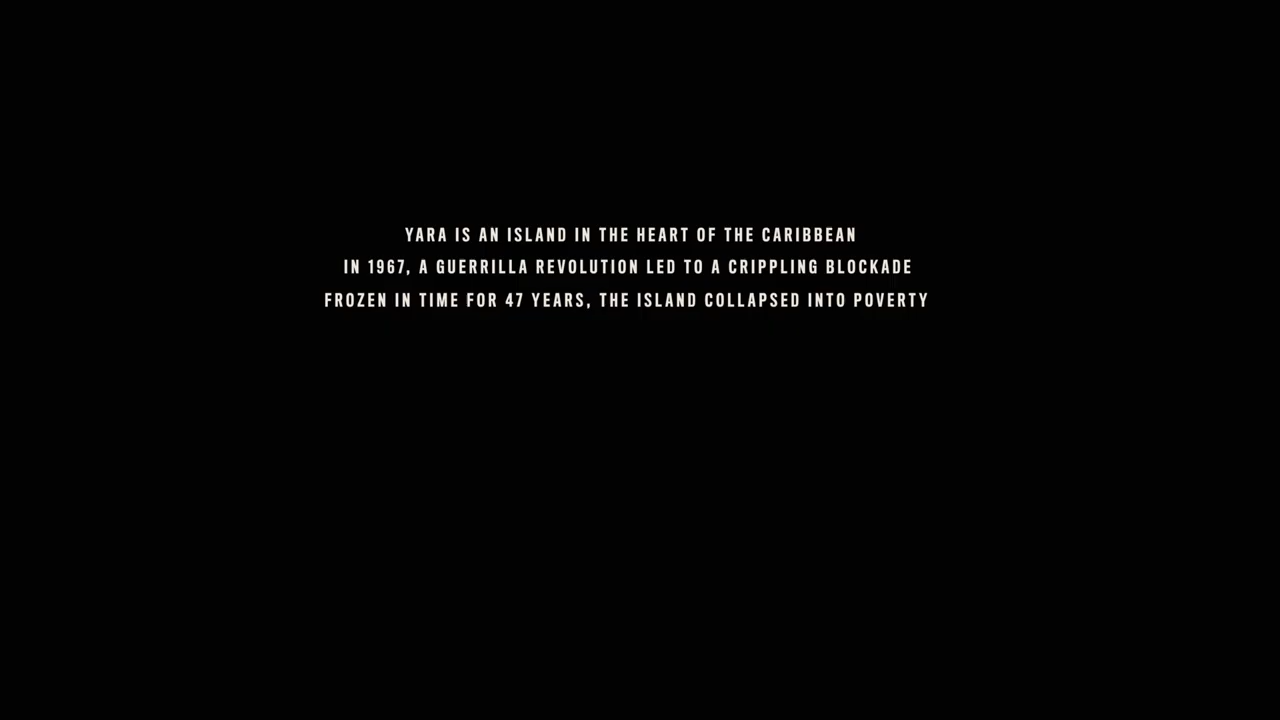 YARA IS AN ISLAND IN THE HEART OF THE CARIBBEAN
IN 1967, A GUERRILLA REVOLUTION LED TO A CRIPPLING BLOCKADE
FROZEN IN TIME FOR 47 YEARS, THE ISLAND COLLAPSED INTO POVERTY